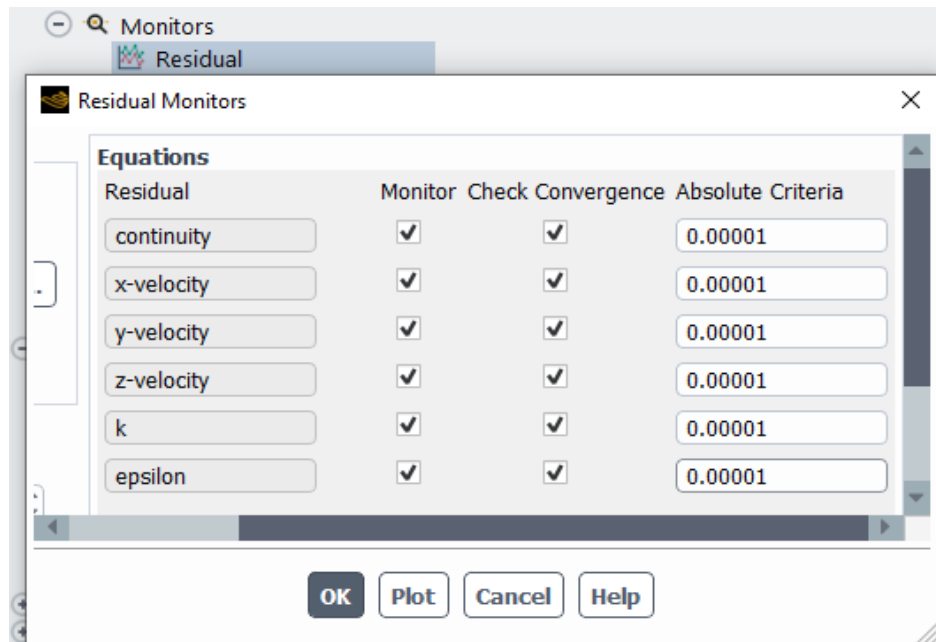 Monitors
Residual
Residual Monitors
Equations
Residual Monitor Check Convergence Absolute Criteria
continuity 0.00001
x-velocity 0.00001
y-velocity 0.00001
z-velocity 0.00001
k 0.00001
epsilon 0.00001
OK Plot Cancel Help